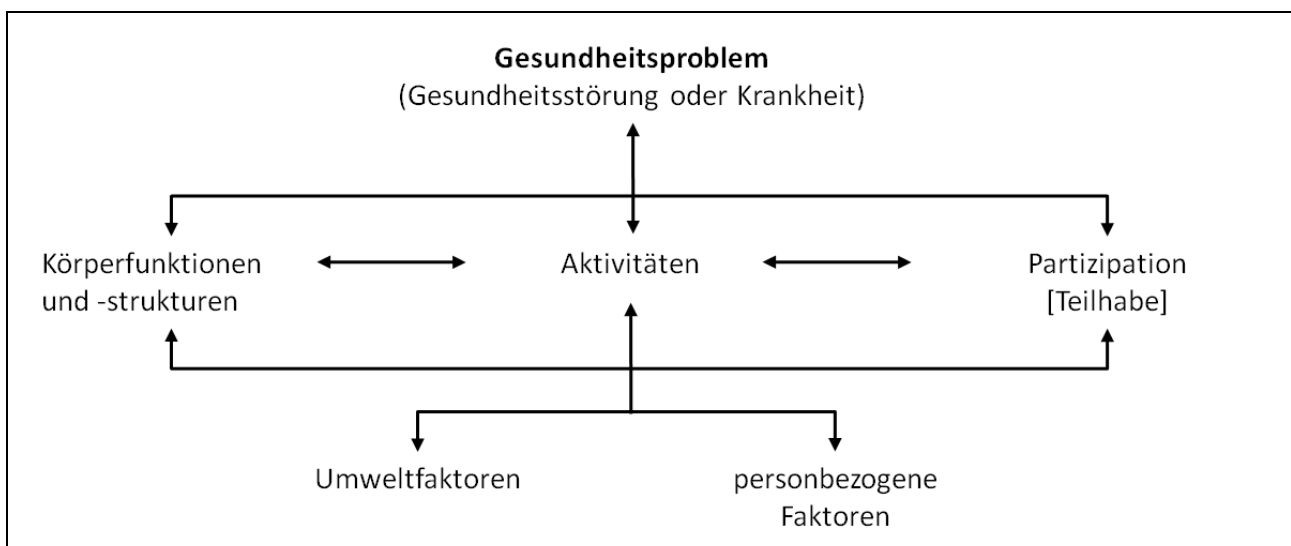 Gesundheitsproblem
(Gesundheitsstörung oder Krankheit)
Körperfunktionen
und -strukturen
Aktivitäten
Partizipation
[Teilhabe]
Umweltfaktoren
personbezogene
Faktoren